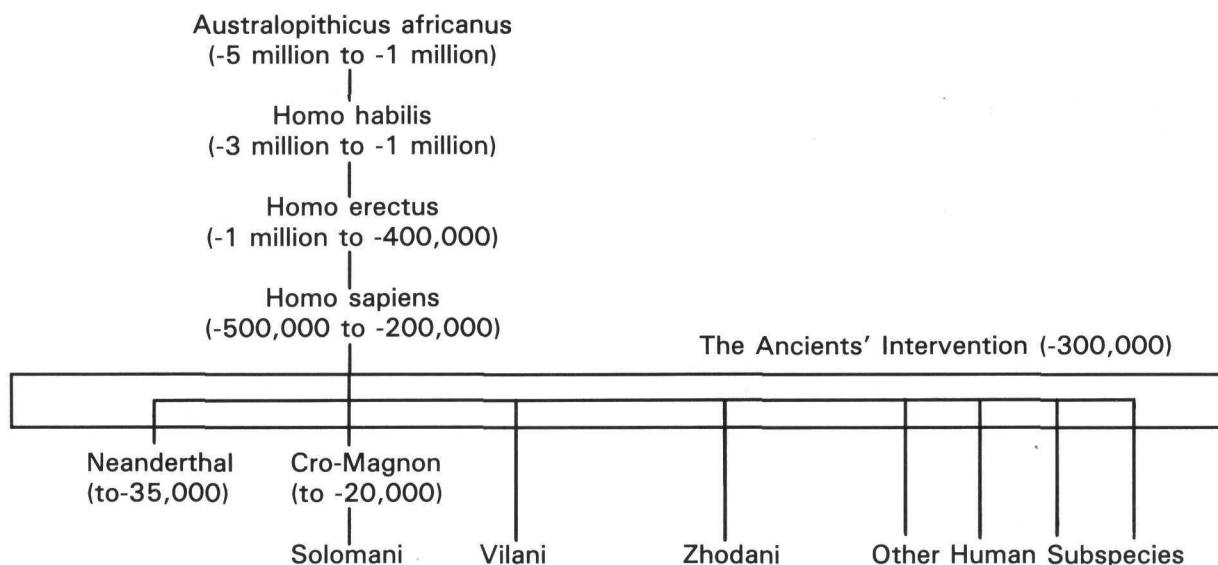 Australopithicus africanus
(-5 million to -1 million)
Homo habilis
(-3 million to -1 million)
Homo erectus
(-1 million to -400,000)
Homo sapiens
(-500,000 to -200,000)
The Ancients' Intervention (-300,000)
Neanderthal
(to-35,000)
Cro-Magnon
(to -20,000)
Solomani
Vilani
Zhodani
Other Human Subspecies